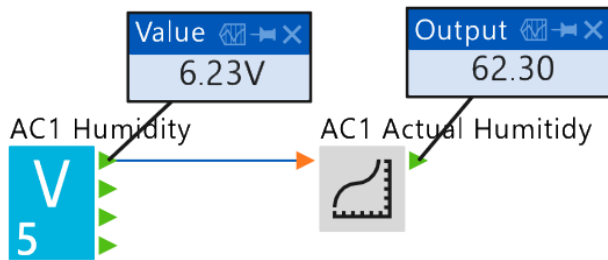 Value
6.23V
Output
62.30
AC1 Humidity
AC1 Actual Humitidy
V
5